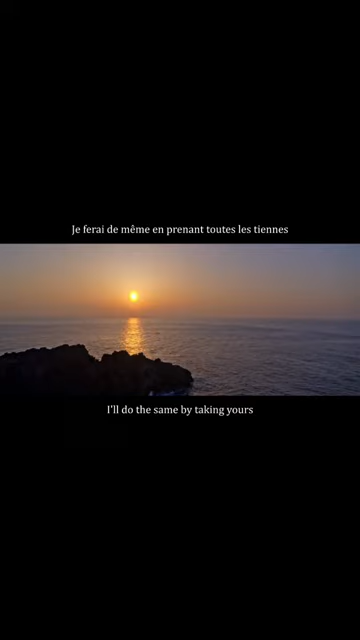 Je ferai de même en prenant toutes les tiennes
I'll do the same by taking yours